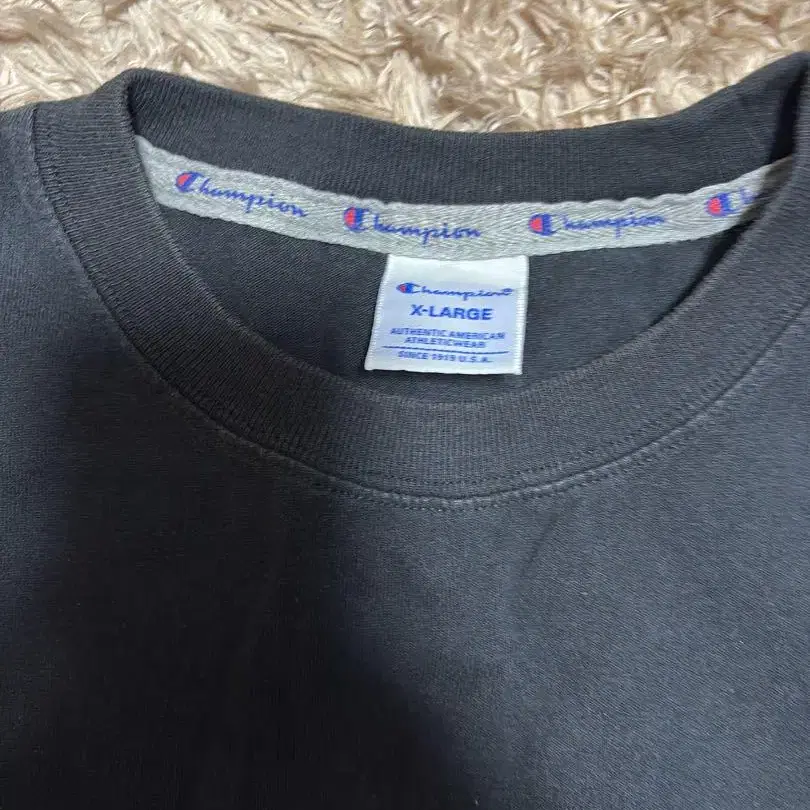 Champion
Champion
Champion
Champion
X-LARGE
AUTHENTIC AMERICAN
ATHLETICWEAR
SINCE 1919 U.S.A.